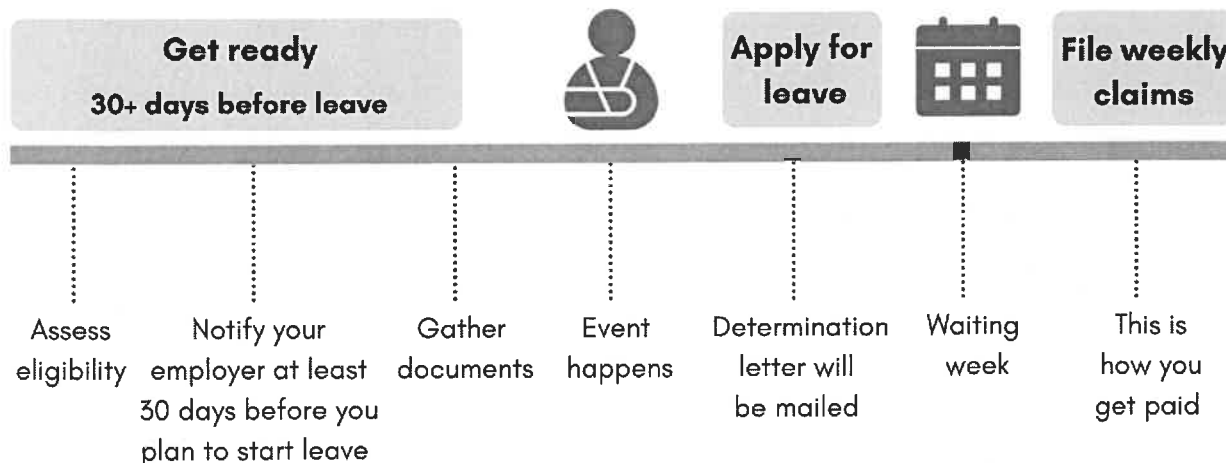 Get ready
30+ days before leave
Apply for
leave
File weekly
claims
Assess
eligibility
Notify your
employer at least
30 days before you
plan to start leave
Gather
documents
Event
happens
Determination
letter will
be mailed
Waiting
week
This is
how you
get paid